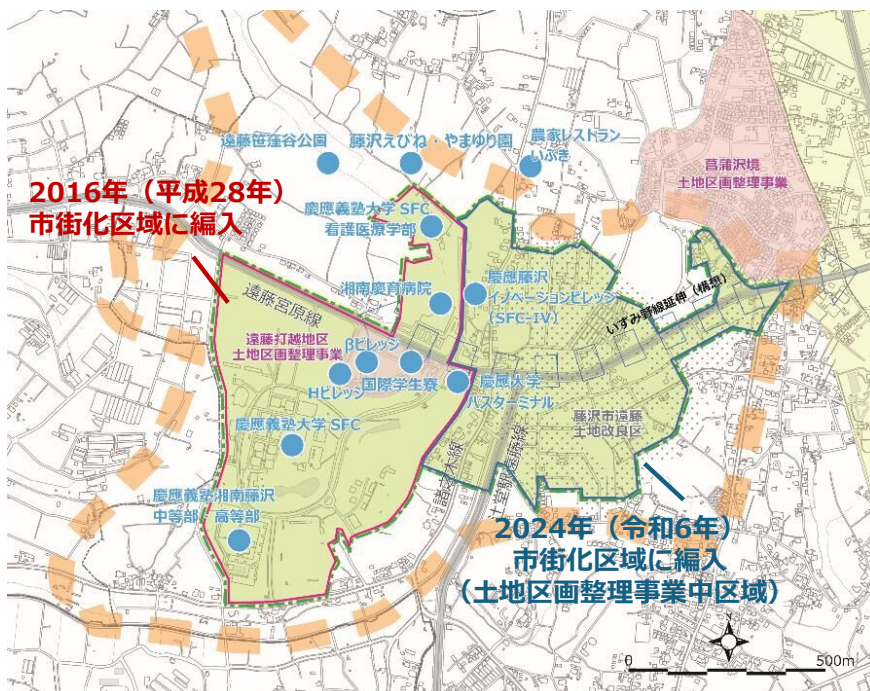 遠藤笹窪谷公園
藤沢えびね・やまゆり園
農家レストラン
いぶき
菖蒲沢境
土地区画整理事業
2016年（平成28年）
市街化区域に編入
慶應義塾大学 SFC
看護医療学部
湘南慶育病院
慶應藤沢
イノベーションビレッジ
（SFC-IV）
いずみ野線延伸（構想）
遠藤宮原線
遠藤打越地区
土地区画整理事業
βビレッジ
Hビレッジ
国際学生寮
慶應大学
バスターミナル
藤沢市遠藤
土地改良区
慶應義塾大学 SFC
土堂駅遠藤線
慶應義塾湘南藤沢
中等部・高等部
2024年（令和6年）
市街化区域に編入
（土地区画整理事業中区域）
0
500m